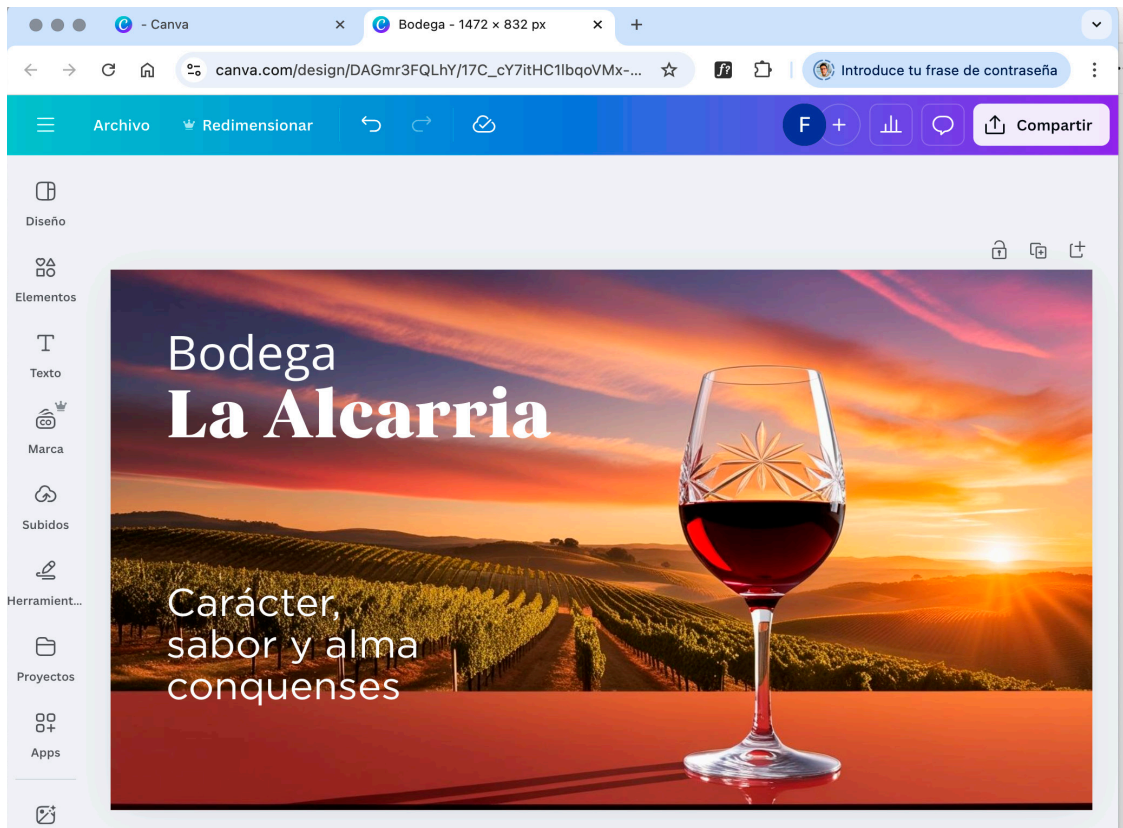 - Canva
Bodega - 1472 × 832 px
canva.com/design/DAGmr3FQLhY/17C_cY7itHC1lbqoVMx-...
f?
Introduce tu frase de contraseña
Archivo
Redimensionar
F
+
Compartir
Diseño
Elementos
Texto
Marca
Subidos
Herramient...
Proyectos
Apps
Bodega
La Alcarria
Carácter,
sabor y alma
conquenses